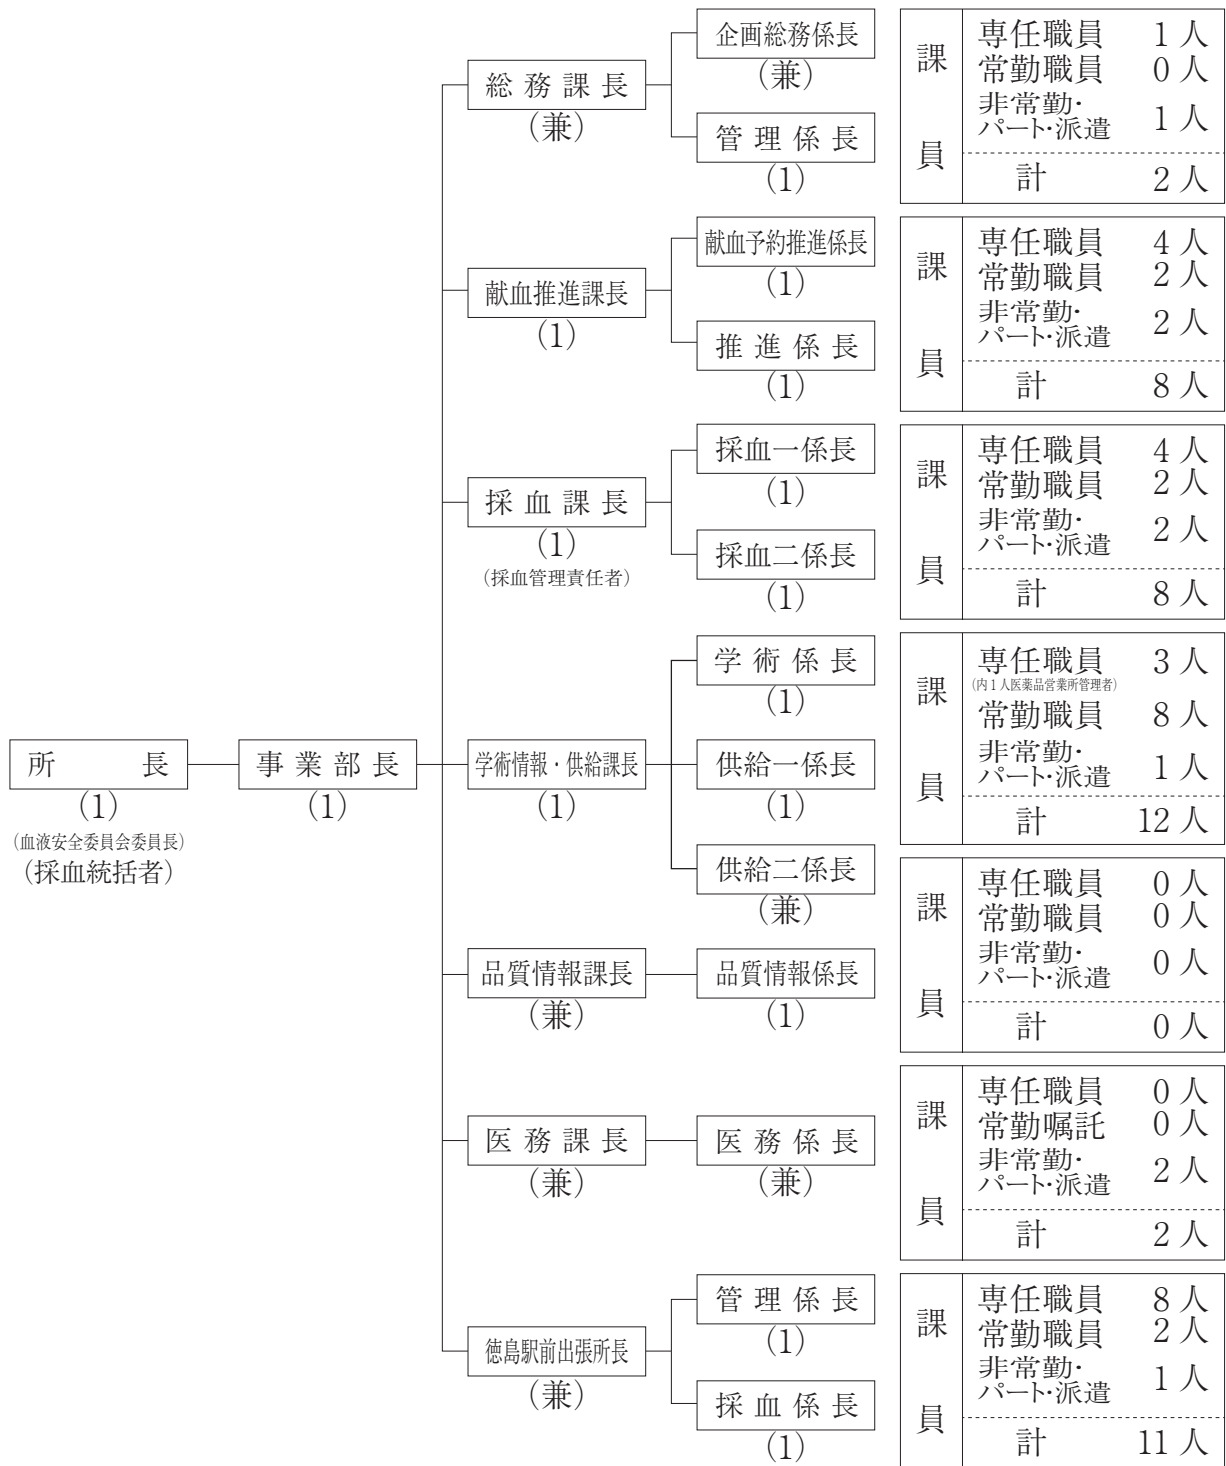 所長
(1)
(血液安全委員会委員長)
(採血統括者)
事業部長
(1)
総務課長
(兼)
企画総務係長
(兼)
管理係長
(1)
課員
専任職員 1人
常勤職員 0人
非常勤・
パート・派遣 1人
計 2人
献血推進課長
(1)
献血予約推進係長
(1)
推進係長
(1)
課員
専任職員 4人
常勤職員 2人
非常勤・
パート・派遣 2人
計 8人
採血課長
(1)
(採血管理責任者)
採血一係長
(1)
採血二係長
(1)
課員
専任職員 4人
常勤職員 2人
非常勤・
パート・派遣 2人
計 8人
学術情報・供給課長
(1)
学術係長
(1)
供給一係長
(1)
供給二係長
(兼)
課員
専任職員 3人
(内1人医薬品営業所管理者)
常勤職員 8人
非常勤・
パート・派遣 1人
計 12人
品質情報課長
(兼)
品質情報係長
(1)
課員
専任職員 0人
常勤職員 0人
非常勤・
パート・派遣 0人
計 0人
医務課長
(兼)
医務係長
(兼)
課員
専任職員 0人
常勤嘱託 0人
非常勤・
パート・派遣 2人
計 2人
徳島駅前出張所長
(兼)
管理係長
(1)
採血係長
(1)
課員
専任職員 8人
常勤職員 2人
非常勤・
パート・派遣 1人
計 11人